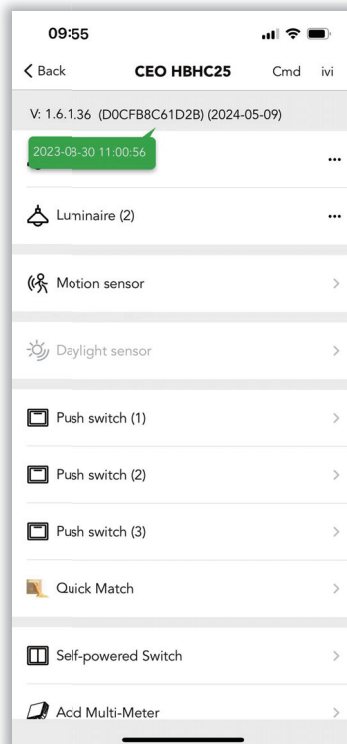 09:55
Back CEO HBHC25 Cmd ivi
V: 1.6.1.36 (D0CFB8C61D2B) (2024-05-09)
2023-08-30 11:00:56
Luminaire (2)
Motion sensor
Daylight sensor
Push switch (1)
Push switch (2)
Push switch (3)
Quick Match
Self-powered Switch
Add Multi-Meter